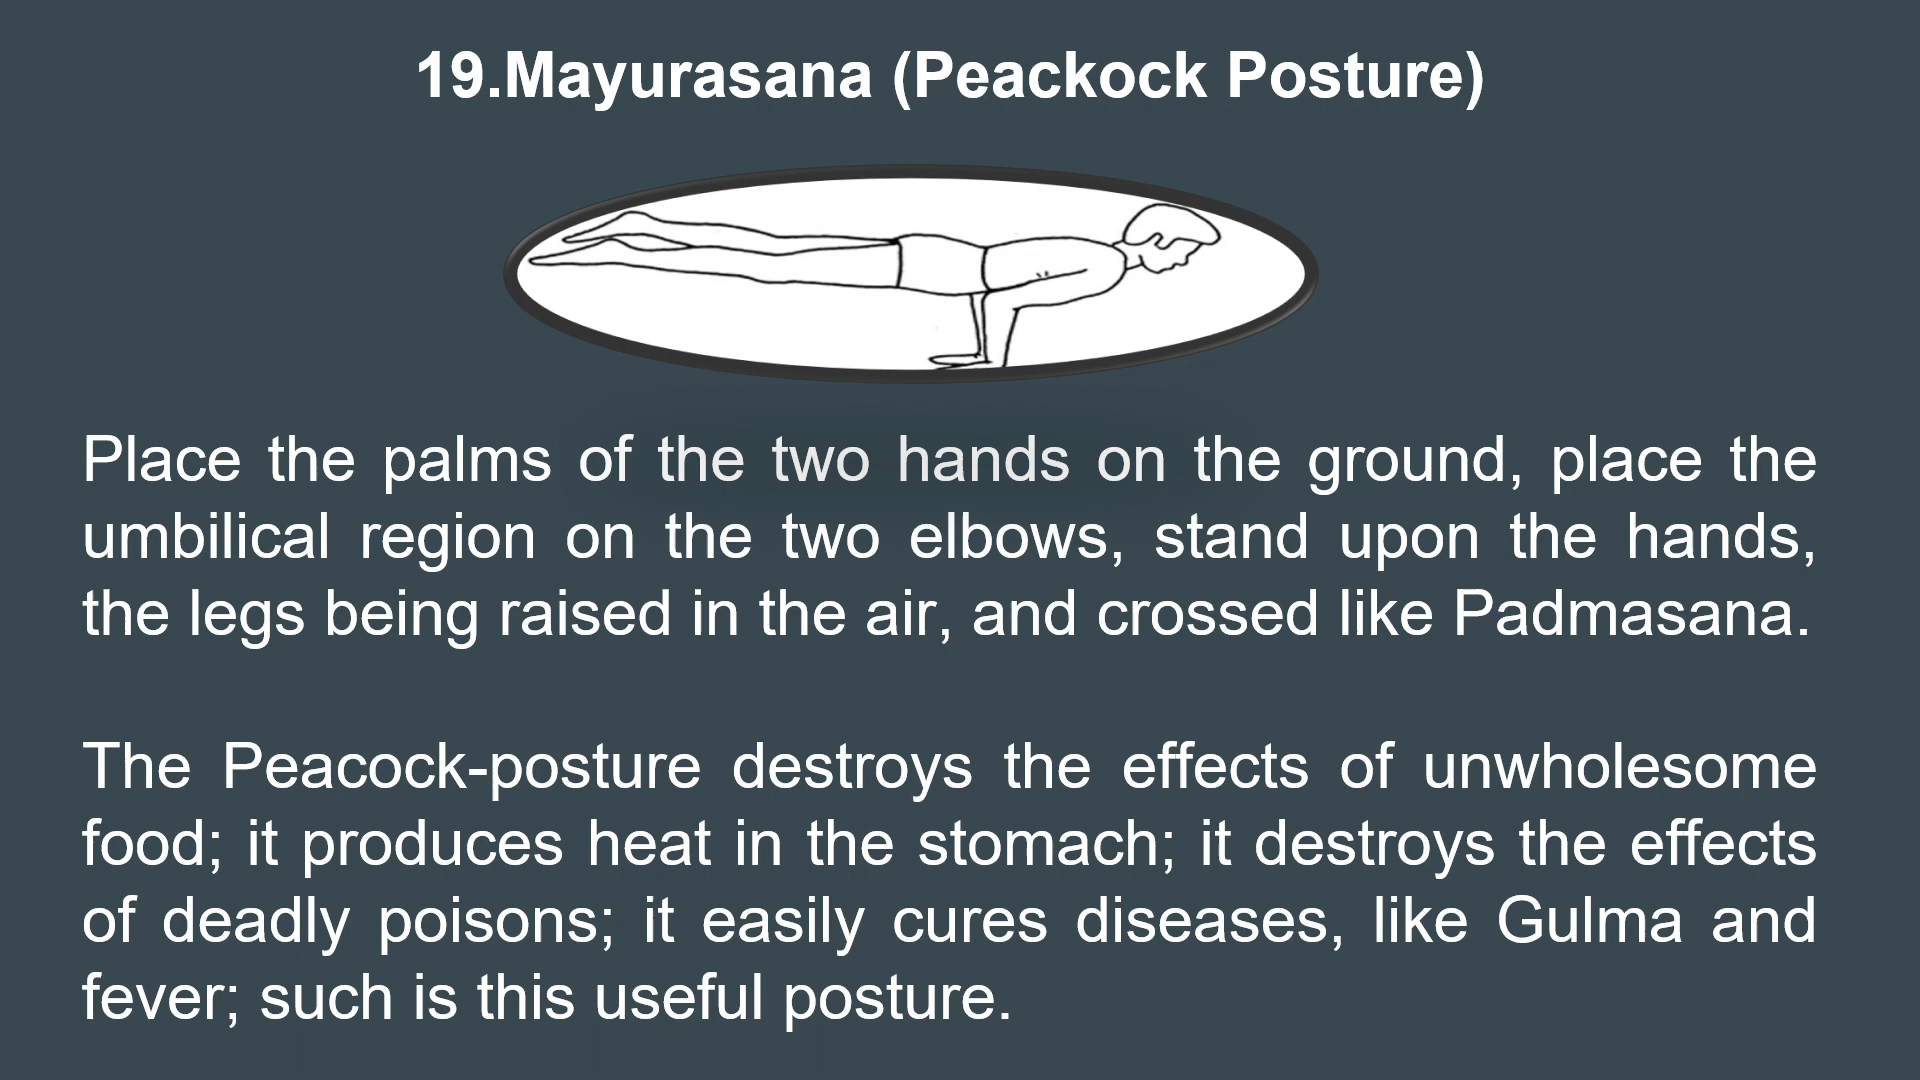 19.Mayurasana (Peackock Posture)
Place the palms of the two hands on the ground, place the
umbilical region on the two elbows, stand upon the hands,
the legs being raised in the air, and crossed like Padmasana.
The Peacock-posture destroys the effects of unwholesome
food; it produces heat in the stomach; it destroys the effects
of deadly poisons; it easily cures diseases, like Gulma and
fever; such is this useful posture.